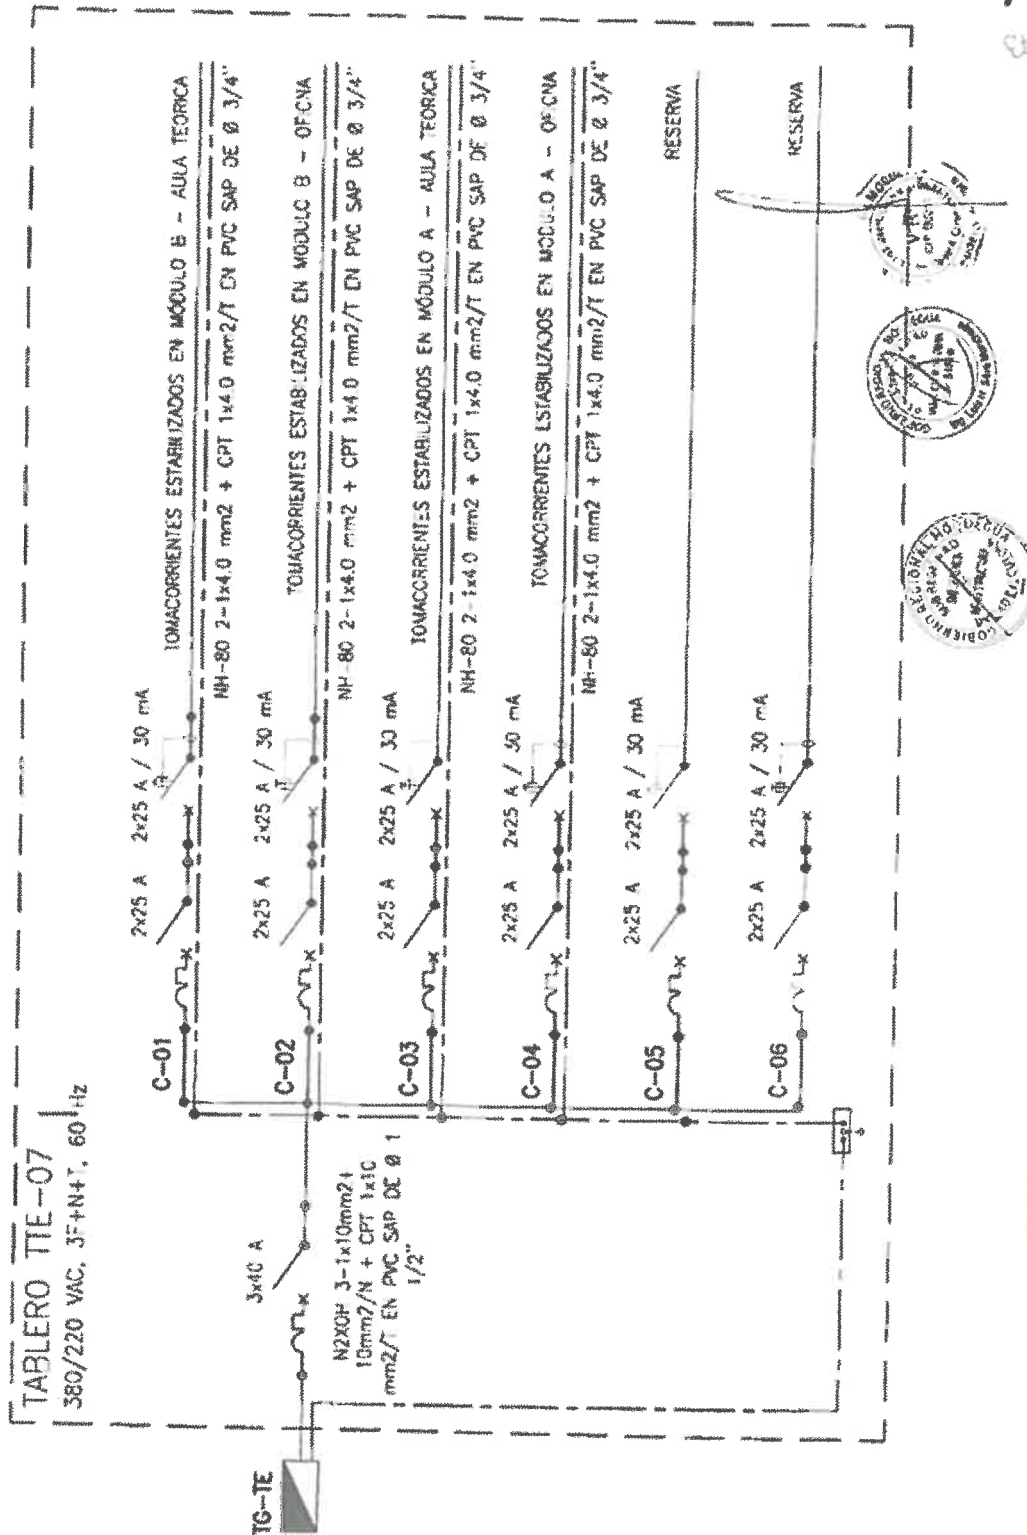 TABLERO TTE-07
380/220 VAC, 3F+N+T, 60 Hz
TG-TE
3x40 A
N2XOH 3-1x10mm2+
10mm2/N + CPT 1x10
mm2/T EN PVC SAP DE Ø 1
1/2"
C-01
2x25 A
2x25 A / 30 mA
TOMACORRIENTES ESTABILIZADOS EN MÓDULO B - AULA TEORICA
NH-80 2-1x4.0 mm2 + CPT 1x4.0 mm2/T EN PVC SAP DE Ø 3/4"
C-02
2x25 A
2x25 A / 30 mA
TOMACORRIENTES ESTABILIZADOS EN MODULO B - OFICNA
NH-80 2-1x4.0 mm2 + CPT 1x4.0 mm2/T EN PVC SAP DE Ø 3/4"
C-03
2x25 A
2x25 A / 30 mA
TOMACORRIENTES ESTABILIZADOS EN MÓDULO A - AULA TEORICA
NH-80 2-1x4.0 mm2 + CPT 1x4.0 mm2/T EN PVC SAP DE Ø 3/4"
C-04
2x25 A
2x25 A / 30 mA
TOMACORRIENTES ESTABILIZADOS EN MODULO A - OFICNA
NH-80 2-1x4.0 mm2 + CPT 1x4.0 mm2/T EN PVC SAP DE Ø 3/4"
C-05
2x25 A
2x25 A / 30 mA
RESERVA
C-06
2x25 A
2x25 A / 30 mA
RESERVA
GOBIERNO REGIONAL MOQUEGUA